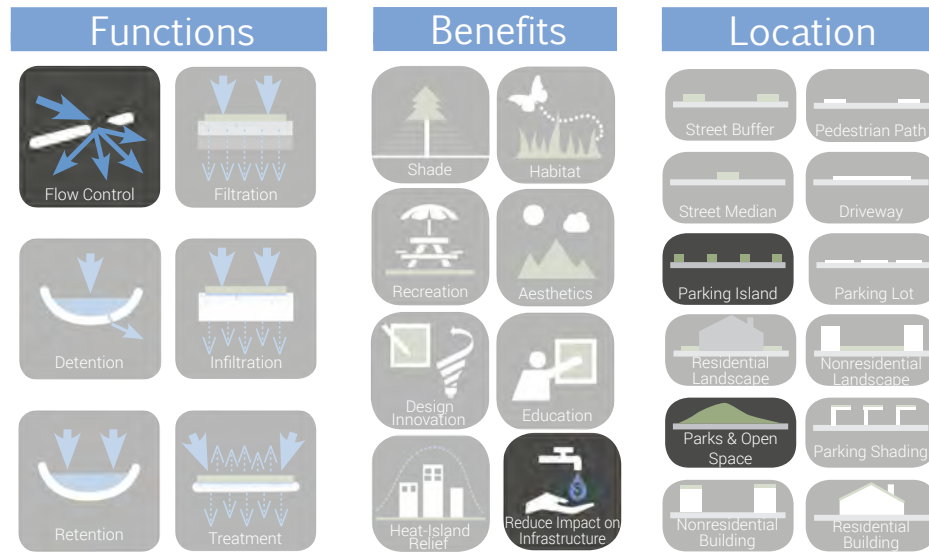 Functions
Benefits
Location
Flow Control
Filtration
Detention
Infiltration
Retention
Treatment
Shade
Habitat
Recreation
Aesthetics
Design
Innovation
Education
Heat-Island
Relief
$
Reduce Impact on
Infrastructure
Street Buffer
Pedestrian Path
Street Median
Driveway
Parking Island
Parking Lot
Residential
Landscape
Nonresidential
Landscape
Parks & Open
Space
Parking Shading
Nonresidential
Building
Residential
Building